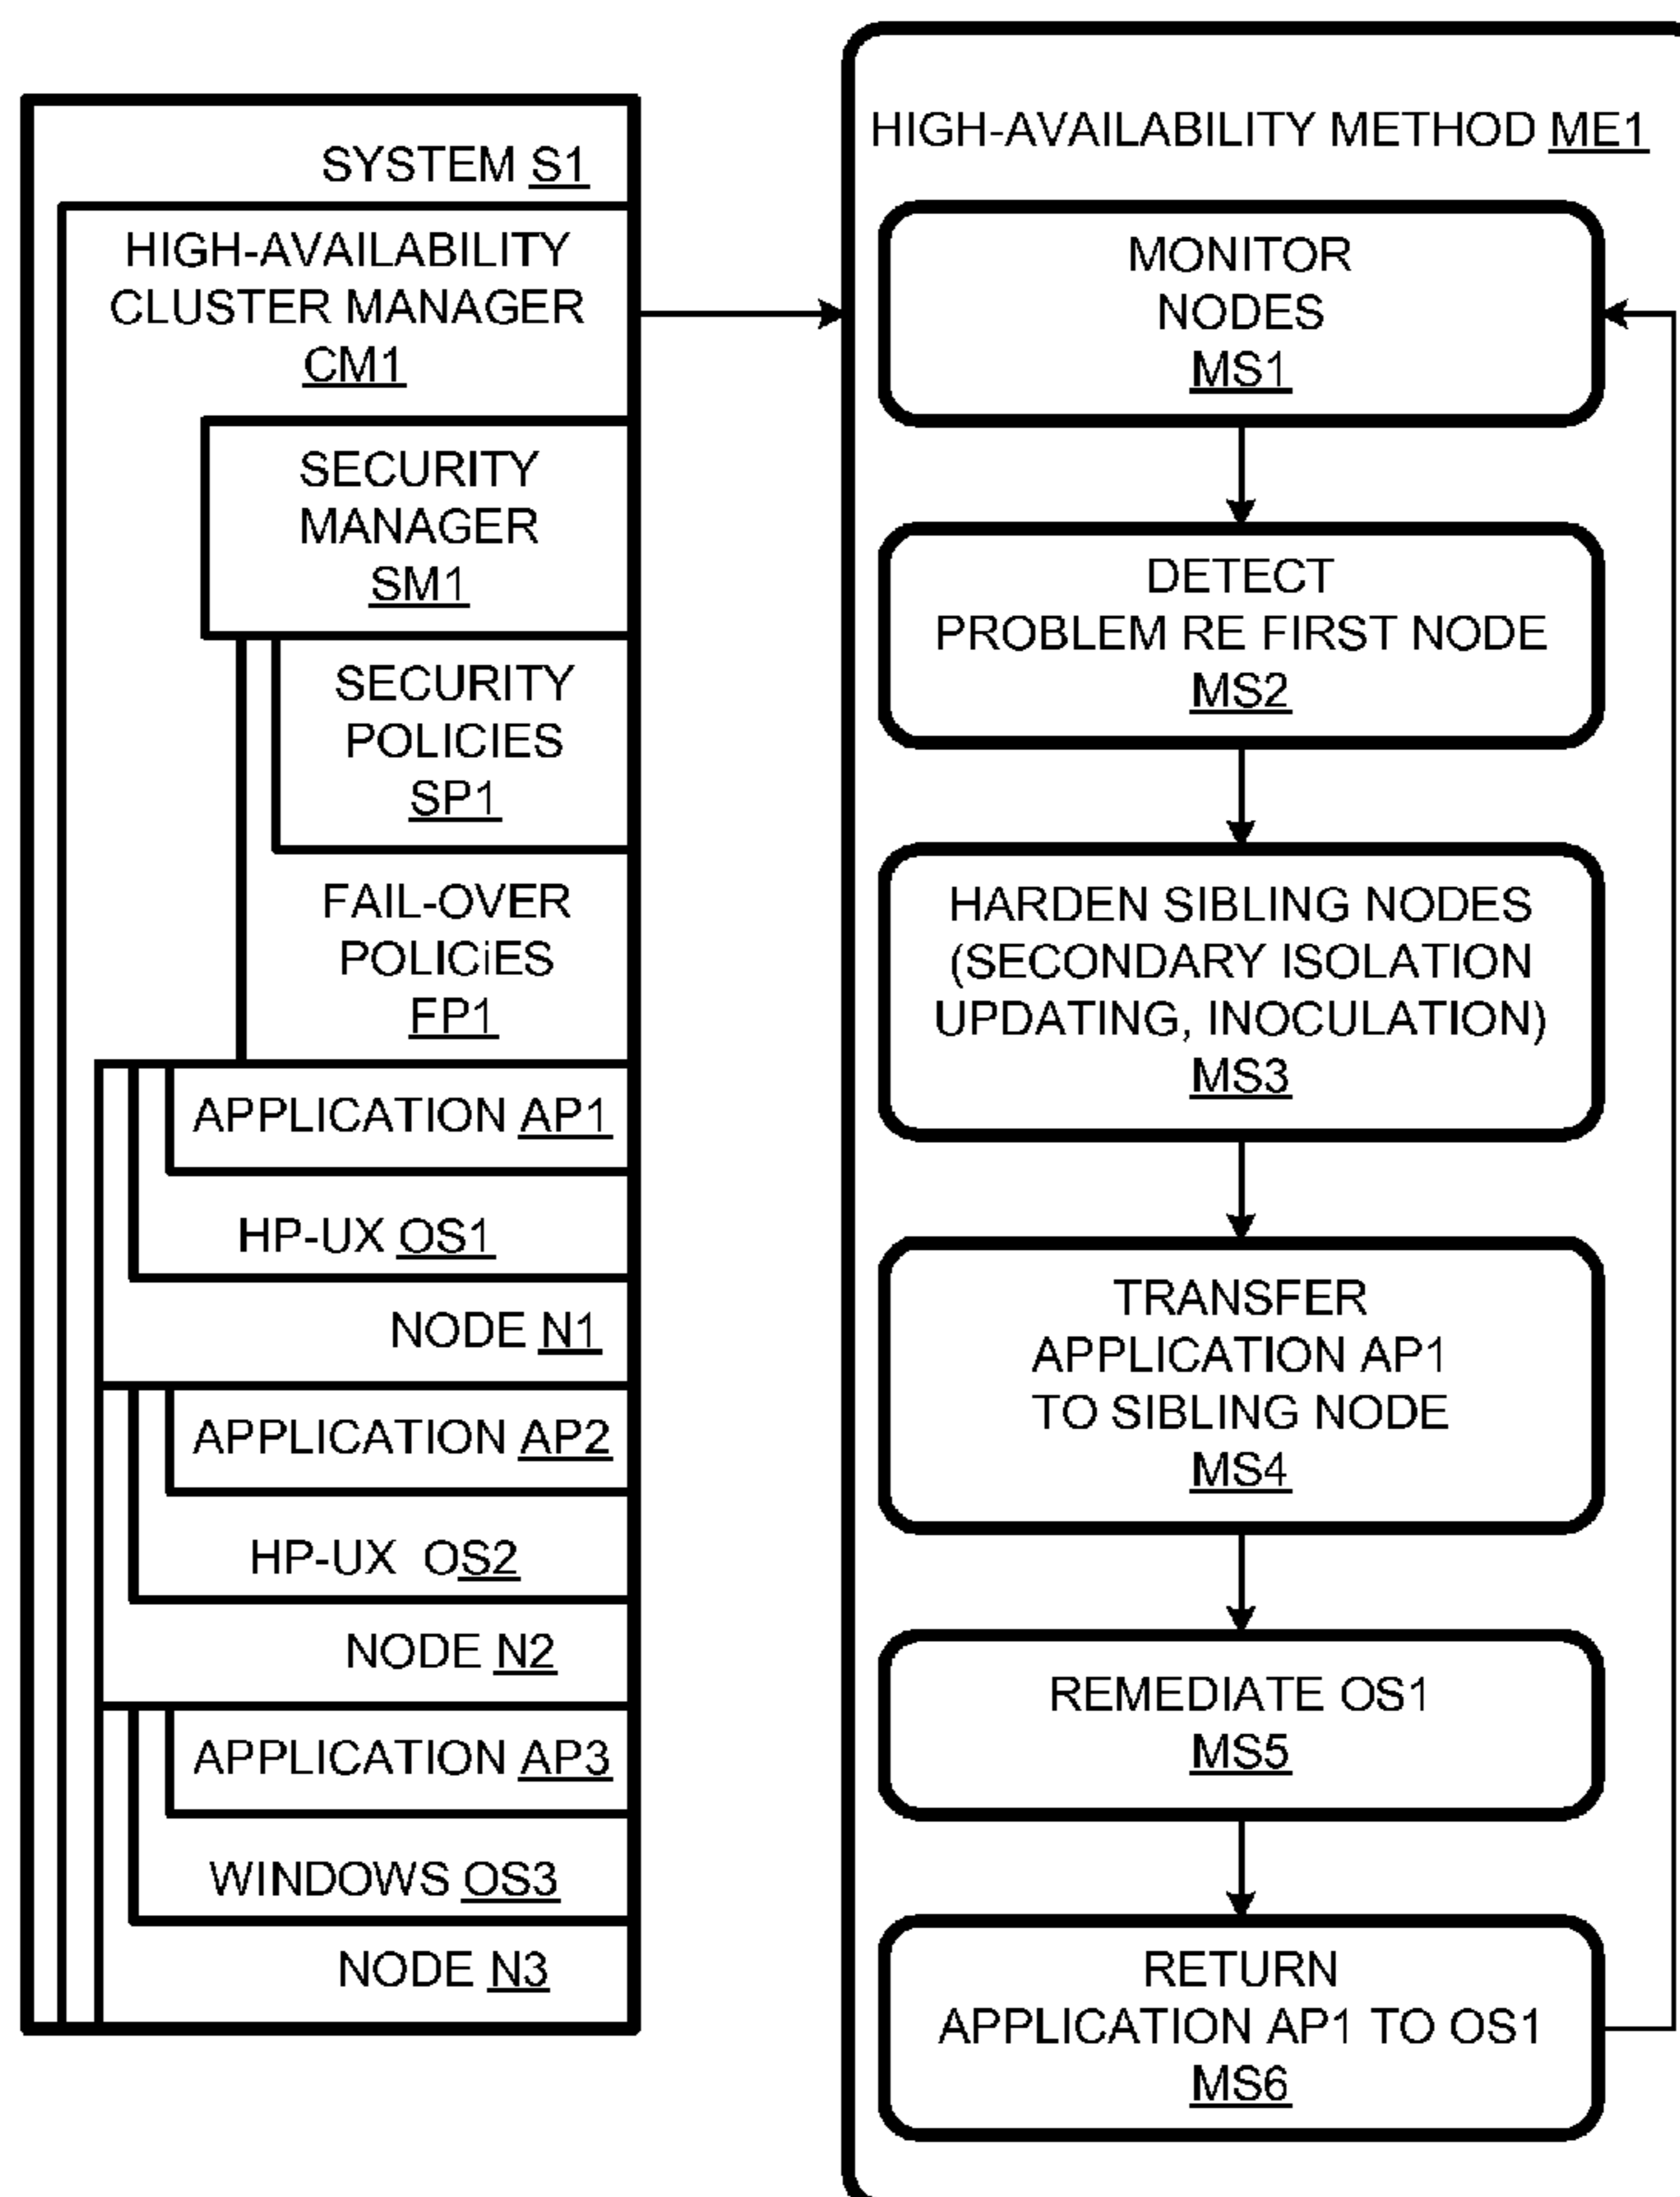 SYSTEM S1
HIGH-AVAILABILITY
CLUSTER MANAGER
CM1
SECURITY
MANAGER
SM1
SECURITY
POLICIES
SP1
FAIL-OVER
POLICiES
FP1
APPLICATION AP1
HP-UX OS1
NODE N1
APPLICATION AP2
HP-UX OS2
NODE N2
APPLICATION AP3
WINDOWS OS3
NODE N3
HIGH-AVAILABILITY METHOD ME1
MONITOR
NODES
MS1
DETECT
PROBLEM RE FIRST NODE
MS2
HARDEN SIBLING NODES
(SECONDARY ISOLATION
UPDATING, INOCULATION)
MS3
TRANSFER
APPLICATION AP1
TO SIBLING NODE
MS4
REMEDIATE OS1
MS5
RETURN
APPLICATION AP1 TO OS1
MS6